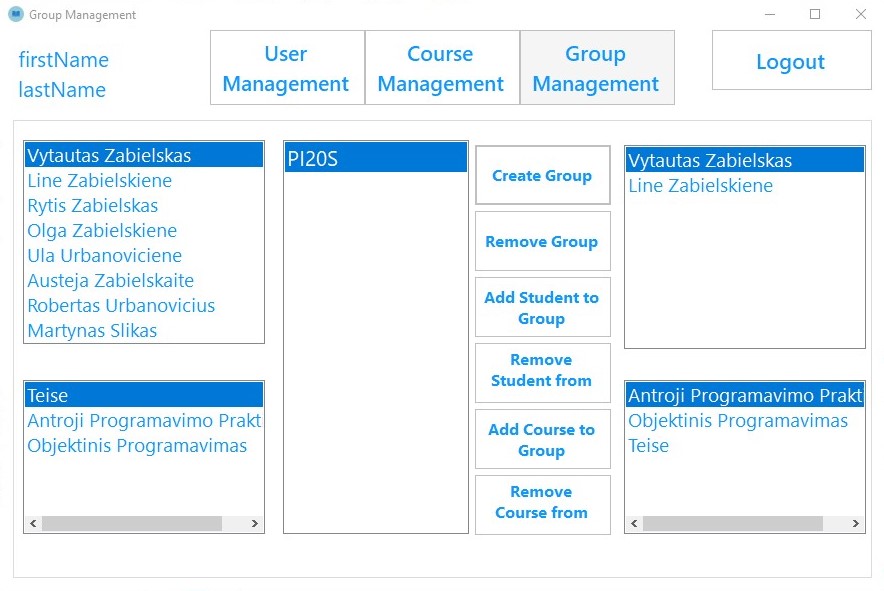 Group Management
firstName
lastName
User
Management
Course
Management
Group
Management
Logout
Vytautas Zabielskas
Line Zabielskiene
Rytis Zabielskas
Olga Zabielskiene
Ula Urbanoviciene
Austeja Zabielskaite
Robertas Urbanovicius
Martynas Slikas
Teise
Antroji Programavimo Prakt
Objektinis Programavimas
PI20S
Create Group
Remove Group
Add Student to
Group
Remove
Student from
Add Course to
Group
Remove
Course from
Vytautas Zabielskas
Line Zabielskiene
Antroji Programavimo Prakt
Objektinis Programavimas
Teise